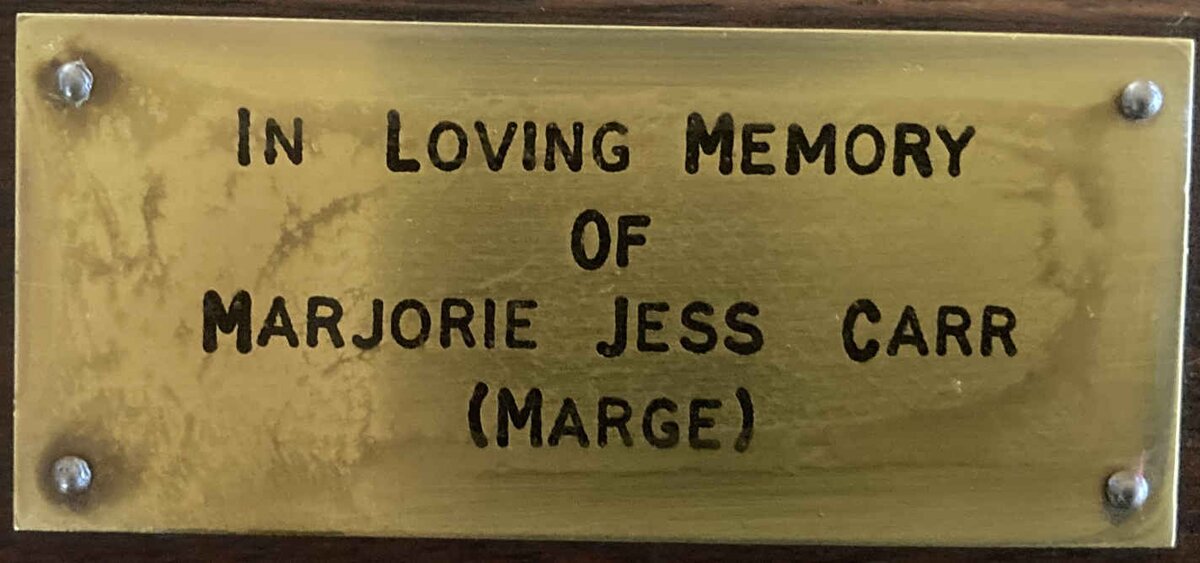 In Loving Memory
OF
Marjorie Jess Carr
(Marge)